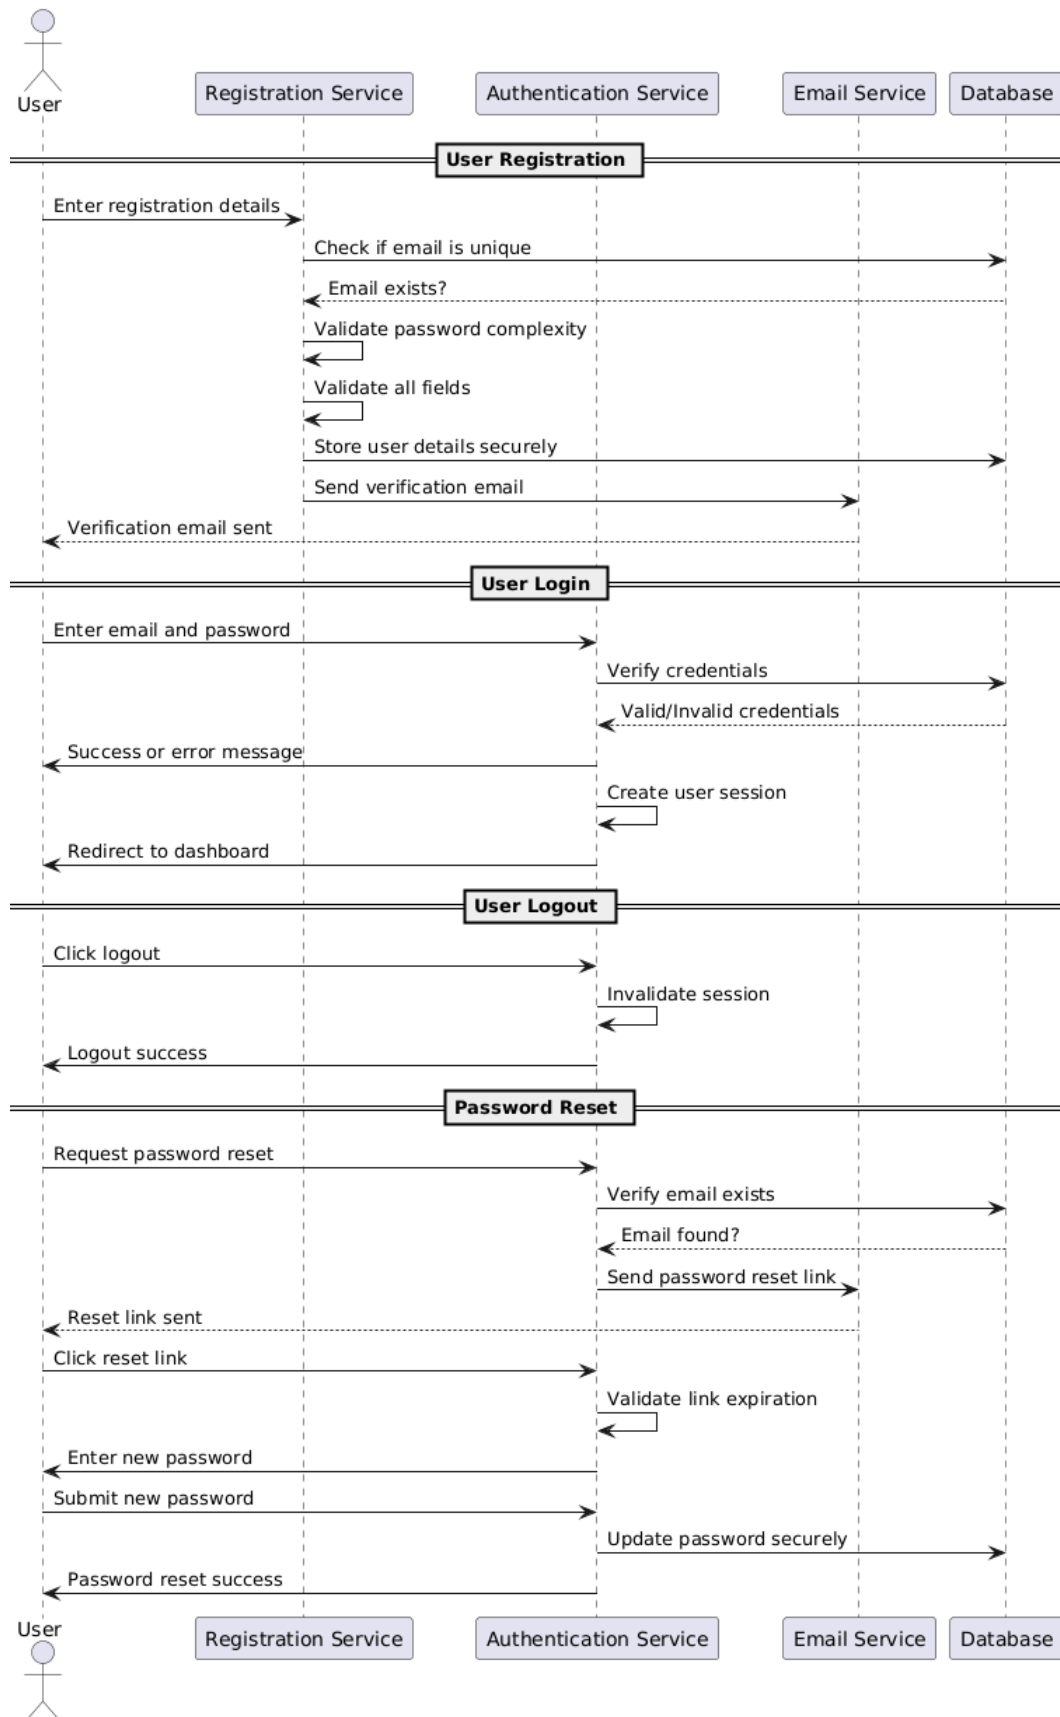 User
Registration Service
Authentication Service
Email Service
Database
User Registration
Enter registration details
Check if email is unique
Email exists?
Validate password complexity
Validate all fields
Store user details securely
Send verification email
Verification email sent
User Login
Enter email and password
Verify credentials
Valid/Invalid credentials
Success or error message
Create user session
Redirect to dashboard
User Logout
Click logout
Invalidate session
Logout success
Password Reset
Request password reset
Verify email exists
Email found?
Send password reset link
Reset link sent
Click reset link
Validate link expiration
Enter new password
Submit new password
Update password securely
Password reset success
User
Registration Service
Authentication Service
Email Service
Database